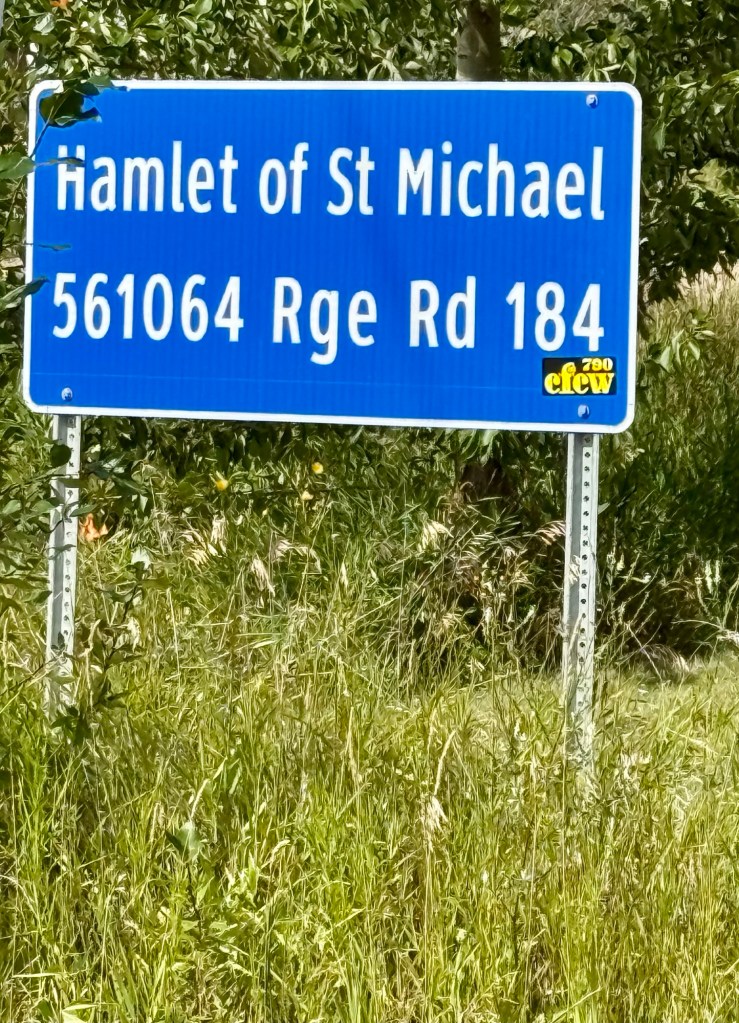 Hamlet of St Michael
561064 Rge Rd 184
790
cfcw